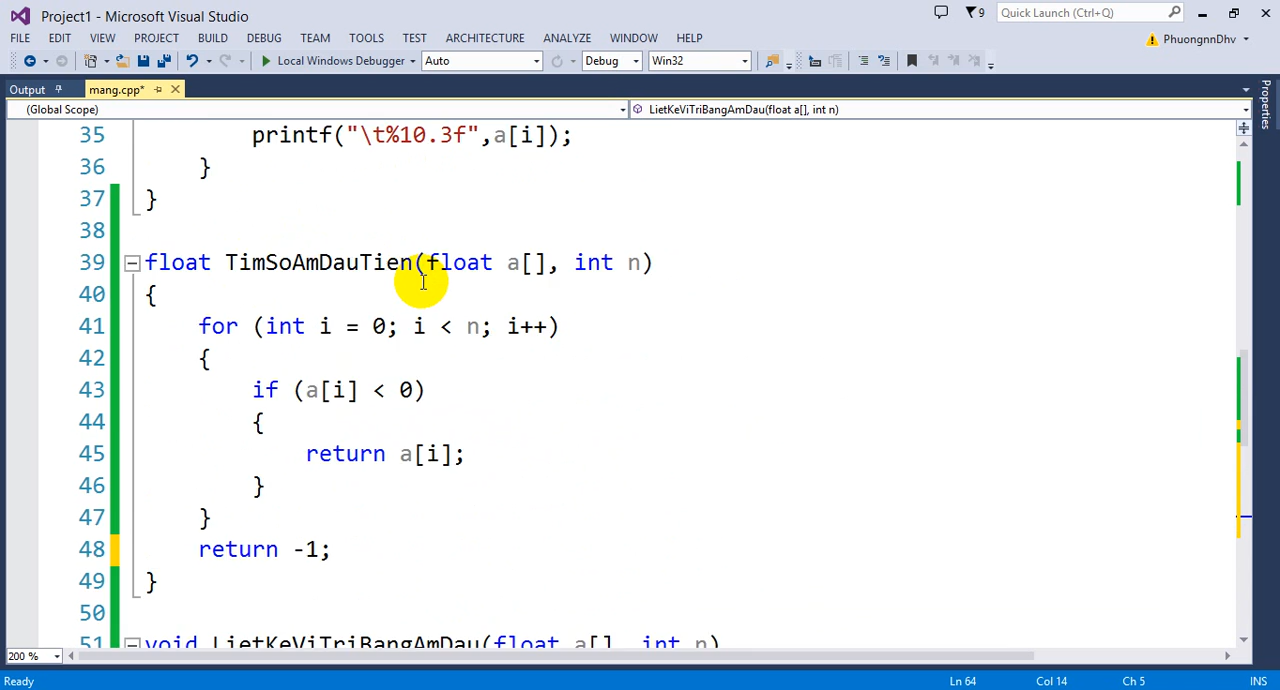 Project1 - Microsoft Visual Studio
9
Quick Launch (Ctrl+Q)
FILE EDIT VIEW PROJECT BUILD DEBUG TEAM TOOLS TEST ARCHITECTURE ANALYZE WINDOW HELP
PhuongnnDhv
Local Windows Debugger Auto Debug Win32
Output mang.cpp*
Properties
(Global Scope) LietKeViTriBangAmDau(float a[], int n)
35 printf("\t%10.3f",a[i]);
36 }
37 }
38
39 float TimSoAmDauTien(float a[], int n)
40 {
41 for (int i = 0; i < n; i++)
42 {
43 if (a[i] < 0)
44 {
45 return a[i];
46 }
47 }
48 return -1;
49 }
50
51 void LietKeViTriBangAmDau(float a[], int n)
200 %
Ready Ln 64 Col 14 Ch 5 INS